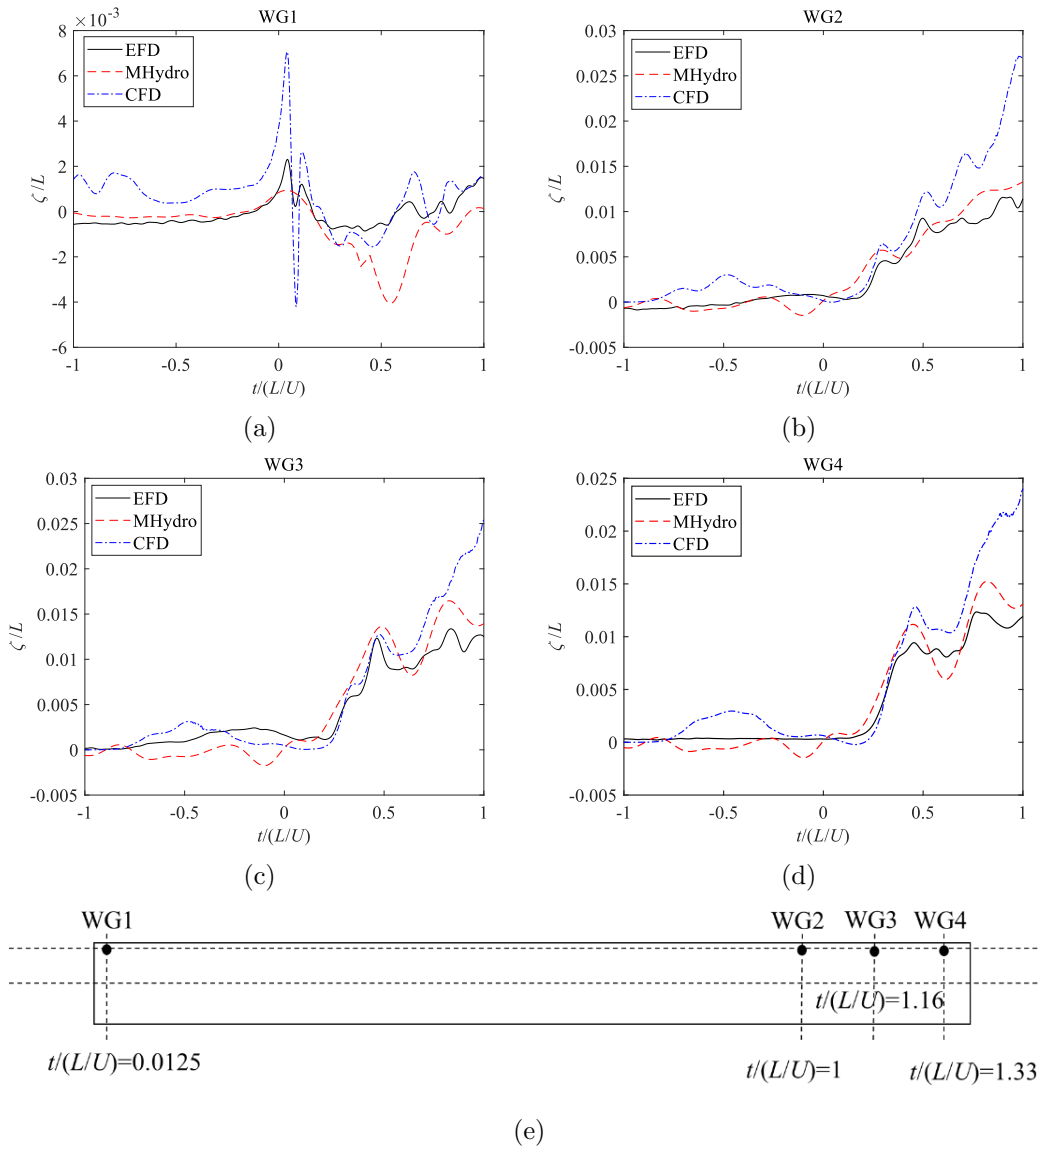 WG1
×10⁻³
8
6
4
2
0
-2
-4
-6
ζ/L
EFD
MHydro
CFD
-1 -0.5 0 0.5 1
t/(L/U)
(a)
WG2
0.03
0.025
0.02
0.015
0.01
0.005
0
-0.005
ζ/L
EFD
MHydro
CFD
-1 -0.5 0 0.5 1
t/(L/U)
(b)
WG3
0.03
0.025
0.02
0.015
0.01
0.005
0
-0.005
ζ/L
EFD
MHydro
CFD
-1 -0.5 0 0.5 1
t/(L/U)
(c)
WG4
0.025
0.02
0.015
0.01
0.005
0
-0.005
ζ/L
EFD
MHydro
CFD
-1 -0.5 0 0.5 1
t/(L/U)
(d)
WG1 WG2 WG3 WG4
t/(L/U)=1.16
t/(L/U)=0.0125 t/(L/U)=1 t/(L/U)=1.33
(e)